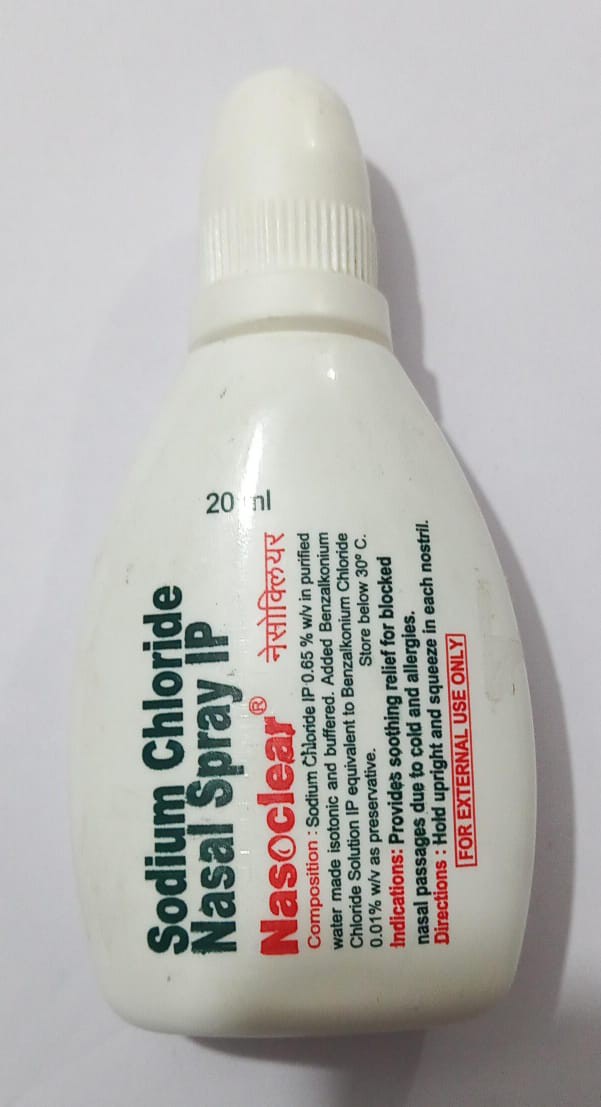 Sodium Chloride
Nasal Spray IP
20 ml
Nasoclear® नेसोक्लियर
Composition : Sodium Chloride IP 0.65 % w/v in purified
water made isotonic and buffered. Added Benzalkonium
Chloride Solution IP equivalent to Benzalkonium Chloride
0.01% w/v as preservative. Store below 30º C.
Indications: Provides soothing relief for blocked
nasal passages due to cold and allergies.
Directions : Hold upright and squeeze in each nostril.
FOR EXTERNAL USE ONLY